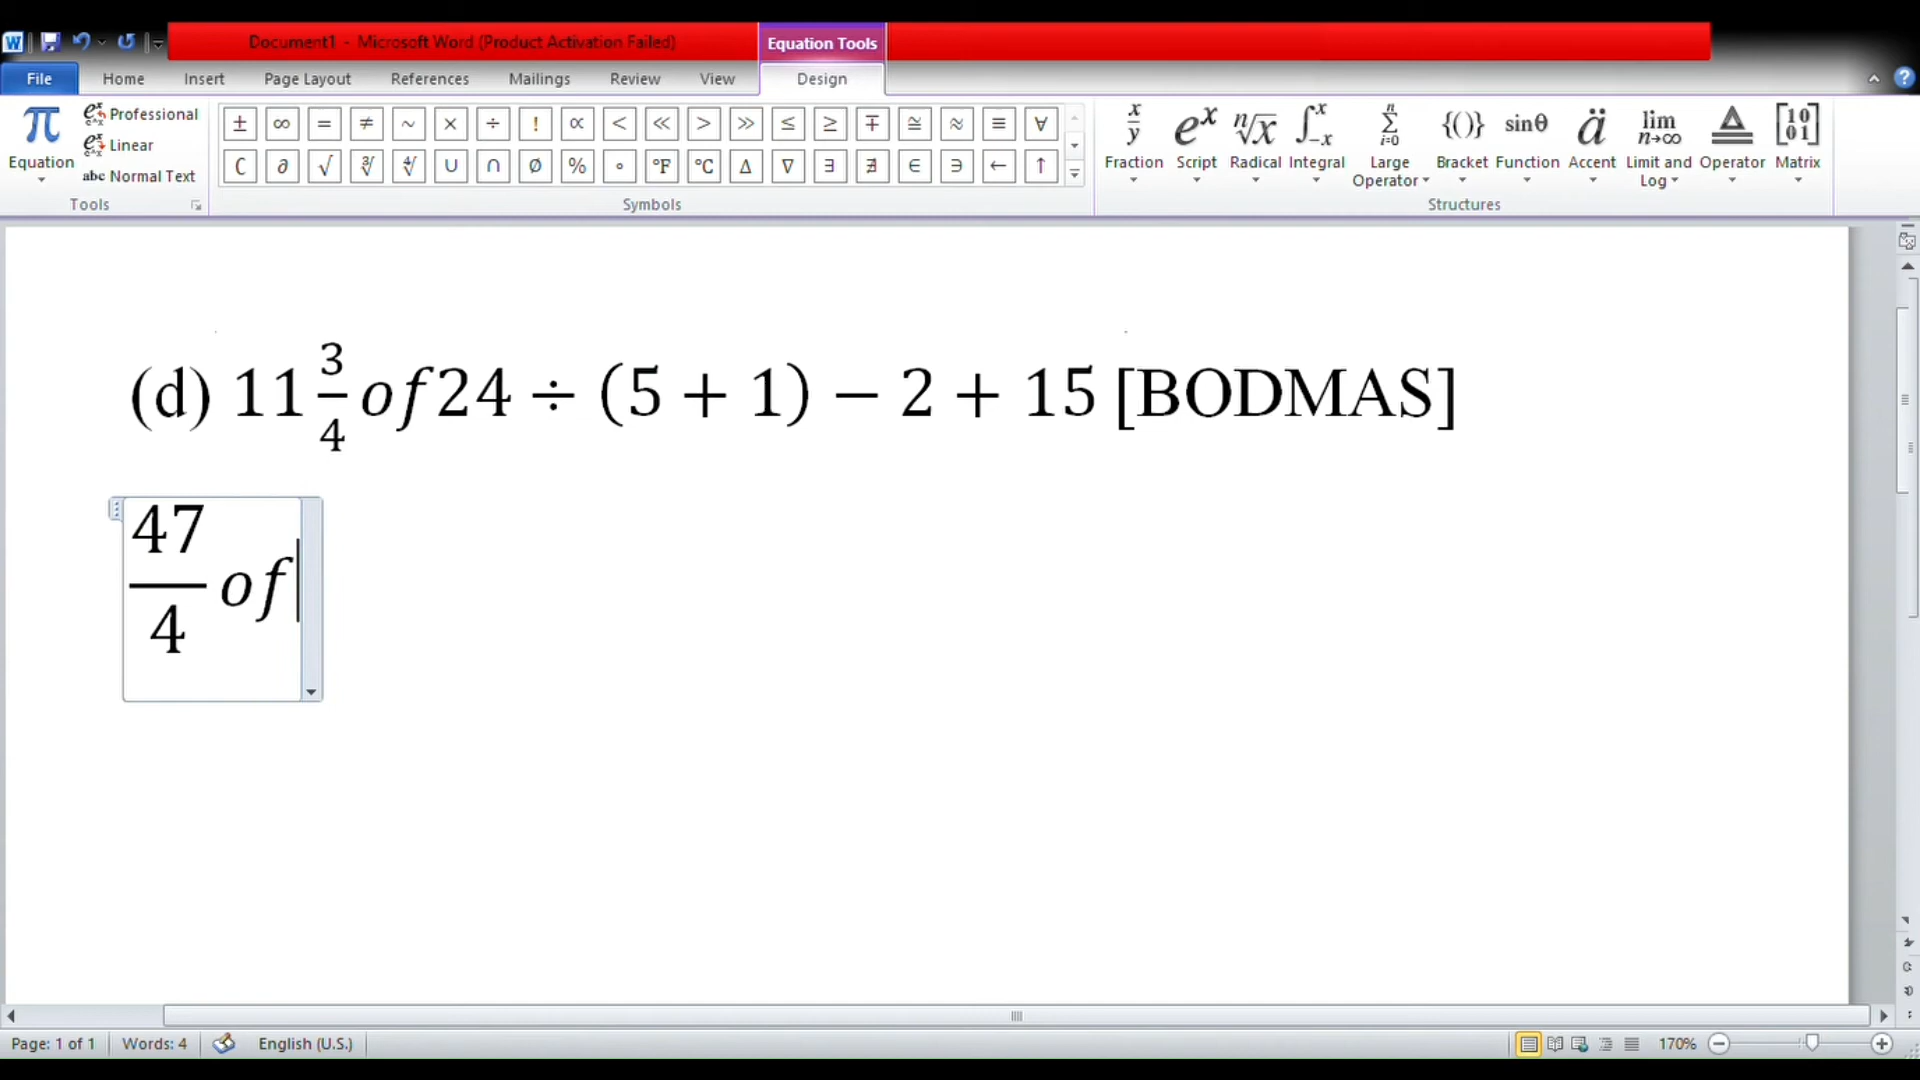 Document1 - Microsoft Word (Product Activation Failed)
Equation Tools
File Home Insert Page Layout References Mailings Review View Design
Equation
Professional
Linear
abc Normal Text
Tools
± ∞ = ≠ ~ × ÷ ! ∝ < ≪ > ≫ ≤ ≥ ∓ ≅ ≈ ≡ ∀
∁ ∂ √ ∛ ∜ ∪ ∩ ∅ % ° °F °C ∆ ∇ ∃ ∄ ∈ ∋ ← ↑
Symbols
Fraction Script Radical Integral Large Operator Bracket Function Accent Limit and Log Operator Matrix
Structures
(d) 11 3/4 of 24 ÷ (5 + 1) − 2 + 15 [BODMAS]
47/4 of
Page: 1 of 1 Words: 4 English (U.S.) 170%